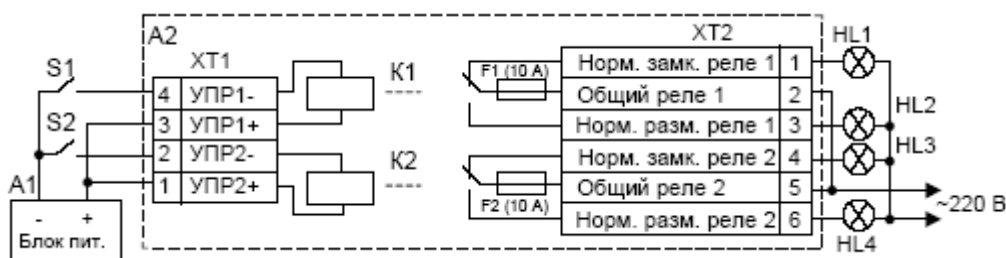 A2
XT1
XT2
HL1
S1
K1
F1 (10 А)
Норм. замк. реле 1 1
4 УПР1-
Общий реле 1 2
HL2
S2
3 УПР1+
Норм. разм. реле 1 3
HL3
2 УПР2-
K2
Норм. замк. реле 2 4
A1
1 УПР2+
Общий реле 2 5
~220 В
- +
F2 (10 А)
Норм. разм. реле 2 6
Блок пит.
HL4